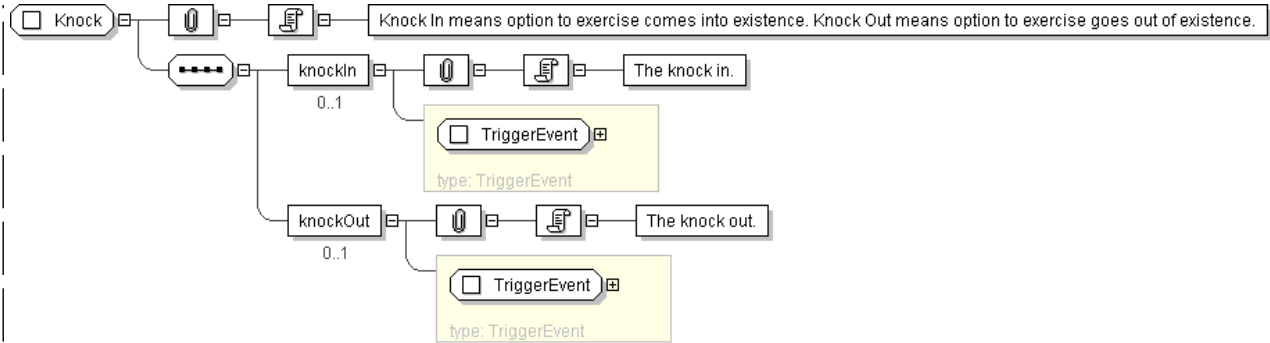 Knock
Knock In means option to exercise comes into existence. Knock Out means option to exercise goes out of existence.
knockIn
The knock in.
0..1
TriggerEvent
type: TriggerEvent
knockOut
The knock out.
0..1
TriggerEvent
type: TriggerEvent